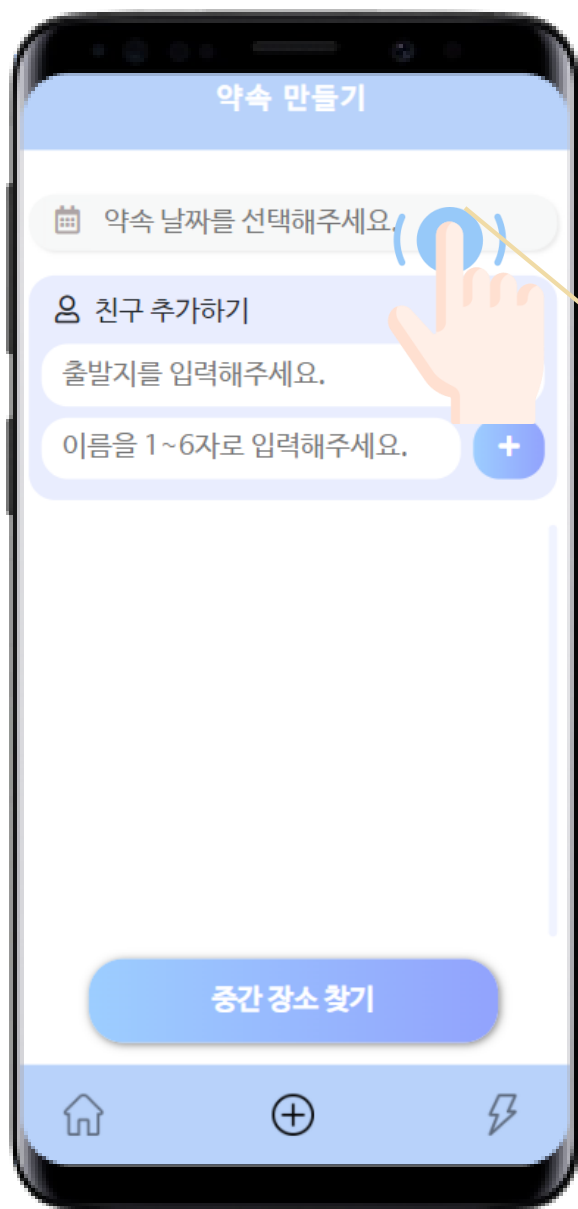 약속 만들기
약속 날짜를 선택해주세요.
친구 추가하기
출발지를 입력해주세요.
이름을 1~6자로 입력해주세요.
중간 장소 찾기